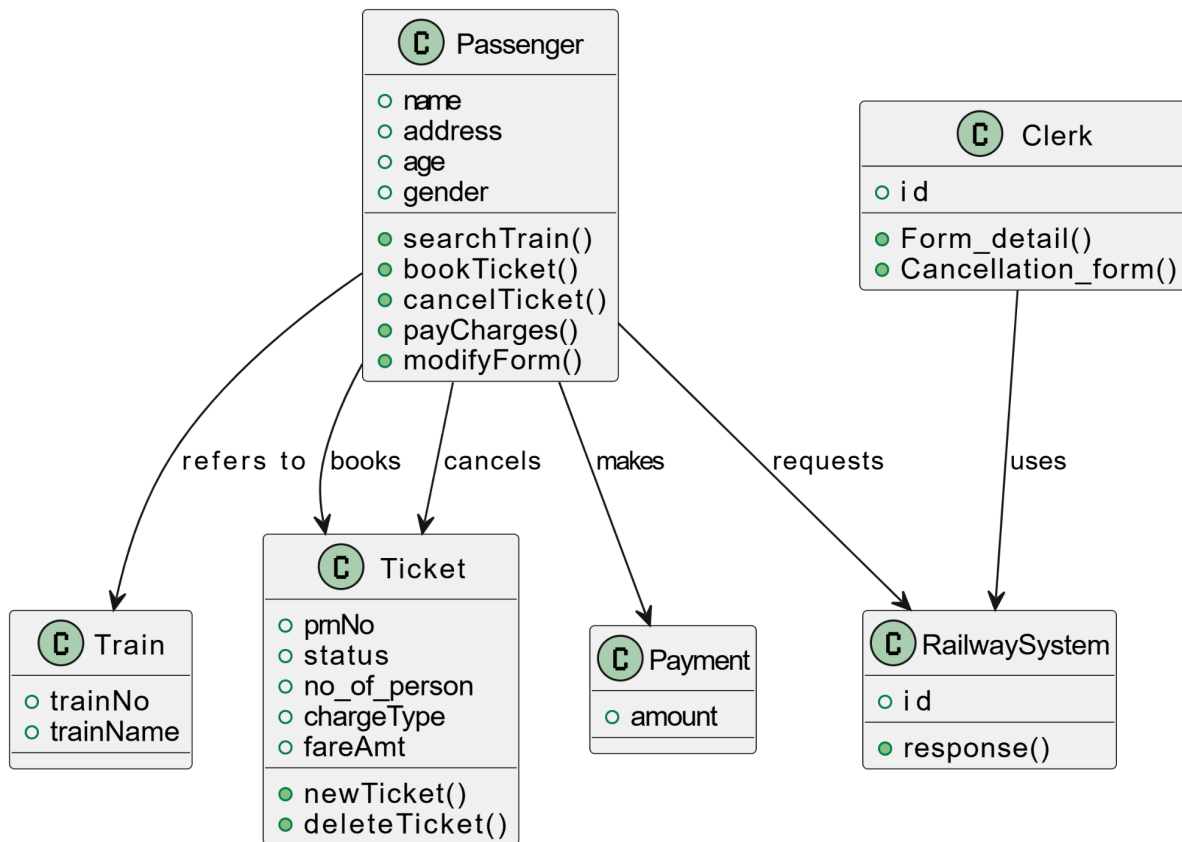 C Passenger
name
address
age
gender
searchTrain()
bookTicket()
cancelTicket()
payCharges()
modifyForm()
C Clerk
id
Form_detail()
Cancellation_form()
refers to
books
cancels
makes
requests
uses
C Train
trainNo
trainName
C Ticket
prnNo
status
no_of_person
chargeType
fareAmt
newTicket()
deleteTicket()
C Payment
amount
C RailwaySystem
id
response()